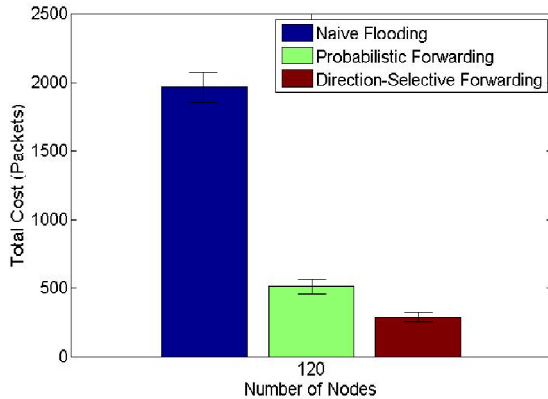 2500
2000
1500
1000
500
0
Total Cost (Packets)
Naive Flooding
Probabilistic Forwarding
Direction-Selective Forwarding
120
Number of Nodes